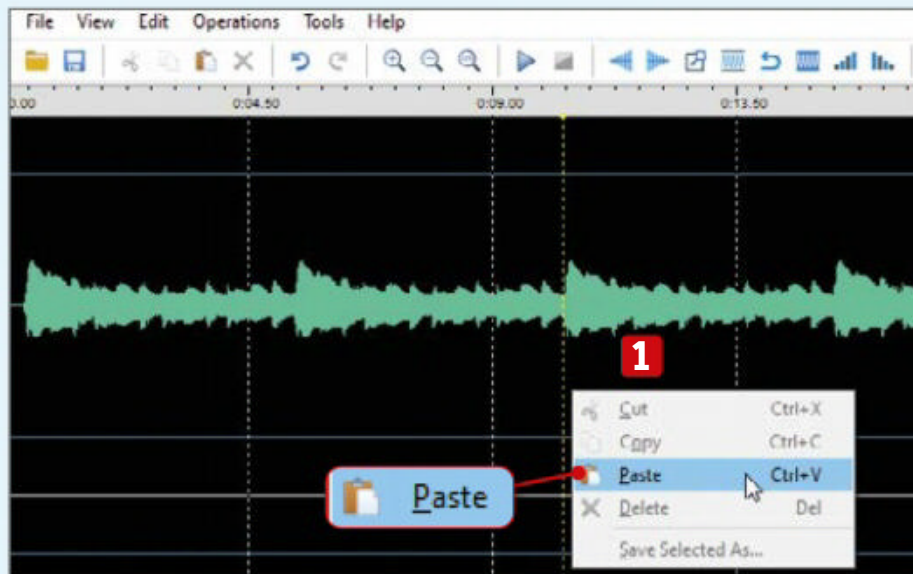 File View Edit Operations Tools Help
0.00 0:04.50 0:09.00 0:13.50
1
Cut Ctrl+X
Copy Ctrl+C
Paste Ctrl+V
Paste
Delete Del
Save Selected As...